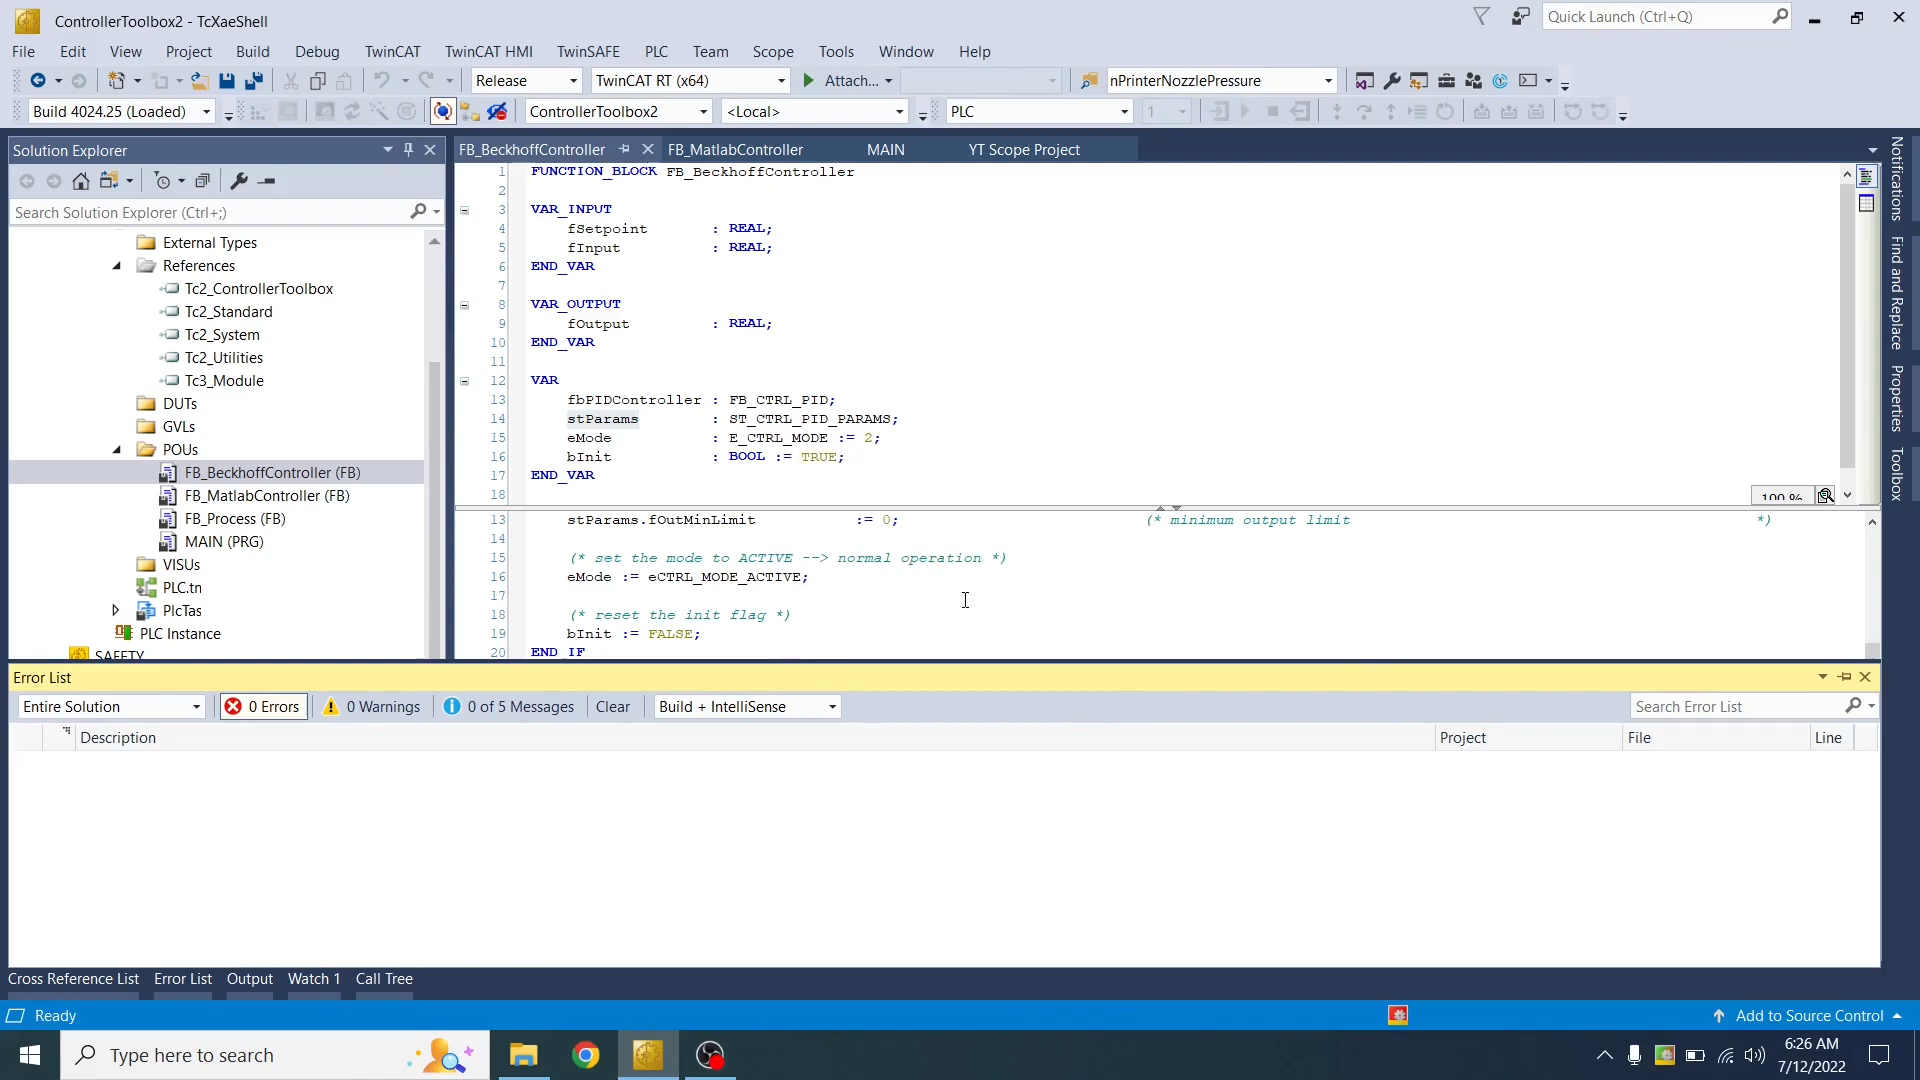 ControllerToolbox2 - TcXaeShell
Quick Launch (Ctrl+Q)
File Edit View Project Build Debug TwinCAT TwinCAT HMI TwinSAFE PLC Team Scope Tools Window Help
Release TwinCAT RT (x64) Attach... nPrinterNozzlePressure
Build 4024.25 (Loaded) ControllerToolbox2 <Local> PLC 1
Solution Explorer
Search Solution Explorer (Ctrl+;)
External Types
References
Tc2_ControllerToolbox
Tc2_Standard
Tc2_System
Tc2_Utilities
Tc3_Module
DUTs
GVLs
POUs
FB_BeckhoffController (FB)
FB_MatlabController (FB)
FB_Process (FB)
MAIN (PRG)
VISUs
PLC.tn
PlcTas
PLC Instance
SAFETY
FB_BeckhoffController FB_MatlabController MAIN YT Scope Project
1 FUNCTION_BLOCK FB_BeckhoffController
2
3 VAR_INPUT
4 fSetpoint : REAL;
5 fInput : REAL;
6 END_VAR
7
8 VAR_OUTPUT
9 fOutput : REAL;
10 END_VAR
11
12 VAR
13 fbPIDController : FB_CTRL_PID;
14 stParams : ST_CTRL_PID_PARAMS;
15 eMode : E_CTRL_MODE := 2;
16 bInit : BOOL := TRUE;
17 END_VAR
18
100 %
13 stParams.fOutMinLimit := 0; (* minimum output limit *)
14
15 (* set the mode to ACTIVE --> normal operation *)
16 eMode := eCTRL_MODE_ACTIVE;
17
18 (* reset the init flag *)
19 bInit := FALSE;
20 END_IF
Notifications
Find and Replace
Properties
Toolbox
Error List
Entire Solution 0 Errors 0 Warnings 0 of 5 Messages Clear Build + IntelliSense Search Error List
Description Project File Line
Cross Reference List Error List Output Watch 1 Call Tree
Ready Add to Source Control
Type here to search
6:26 AM
7/12/2022